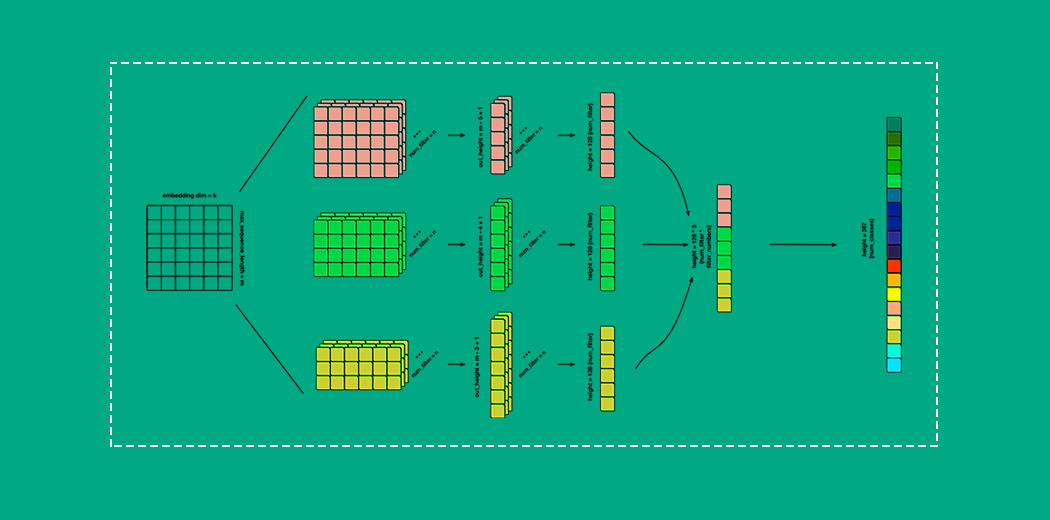 embedding dim = k
max_sequence_length = m
num_filter = n
out_height = m - 5 + 1
num_filter = n
height = 128 (num_filter)
num_filter = n
out_height = m - 4 + 1
num_filter = n
height = 128 (num_filter)
num_filter = n
out_height = m - 3 + 1
num_filter = n
height = 128 (num_filter)
height = 128 * 3
(num_filter *
filter_numbers)
height = 367
(num_classes)